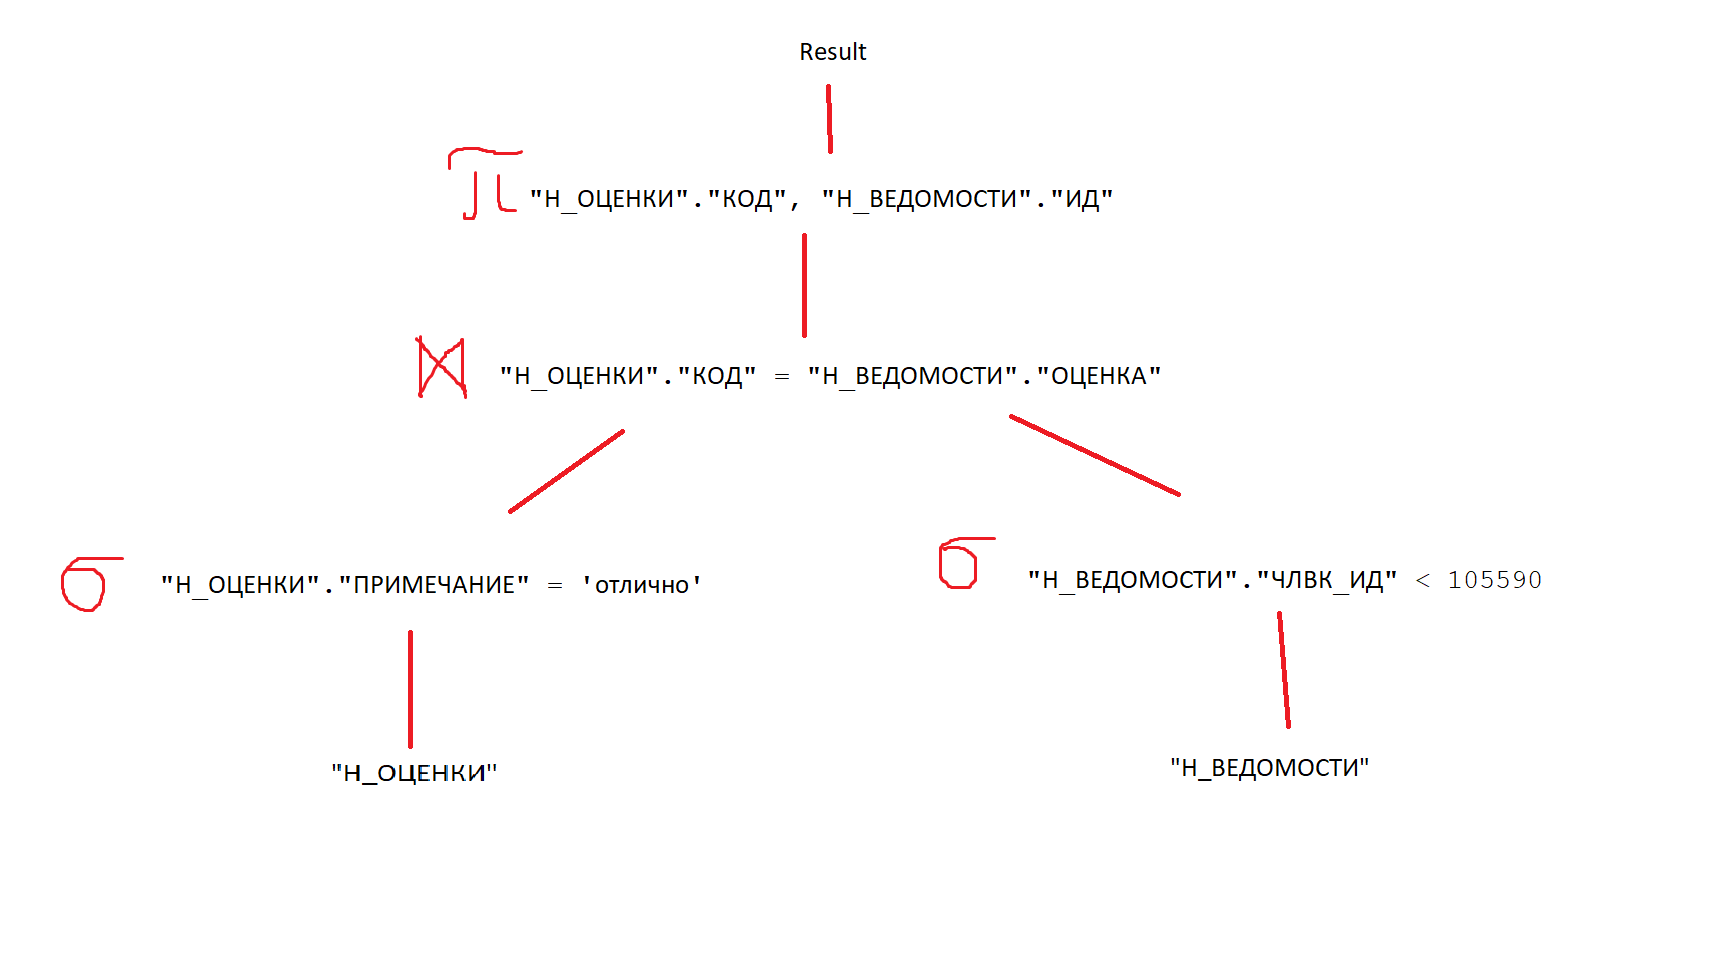 Result
π "Н_ОЦЕНКИ"."КОД", "Н_ВЕДОМОСТИ"."ИД"
⋈ "Н_ОЦЕНКИ"."КОД" = "Н_ВЕДОМОСТИ"."ОЦЕНКА"
σ "Н_ОЦЕНКИ"."ПРИМЕЧАНИЕ" = 'отлично'
σ "Н_ВЕДОМОСТИ"."ЧЛВК_ИД" < 105590
"Н_ОЦЕНКИ"
"Н_ВЕДОМОСТИ"